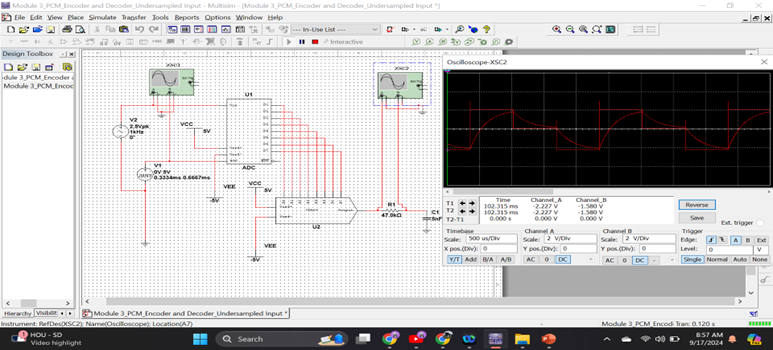 Module 3_PCM_Encoder and Decoder_Undersampled Input - Multisim - [Module 3_PCM_Encoder and Decoder_Undersampled Input *]
File Edit View Place Simulate Transfer Tools Reports Options Window Help
--- In-Use List ---
Interactive
Design Toolbox
odule 3_PCM_Encoder an
Module 3_PCM_Encod
XSC1
XSC2
V2
2.5Vpk
1kHz
0°
V1
0V 5V
0.3334ms 0.6667ms
U1
VCC
5V
ADC
VEE
-5V
VCC
5V
U2
VEE
-5V
R1
47.0kΩ
C1
5nF
Oscilloscope-XSC2
Time Channel_A Channel_B
T1 102.315 ms -2.227 V -1.580 V
T2 102.315 ms -2.227 V -1.580 V
T2-T1 0.000 s 0.000 V 0.000 V
Reverse
Save
Ext. trigger
Timebase
Scale: 500 us/Div
X pos.(Div): 0
Y/T Add B/A A/B
Channel A
Scale: 2 V/Div
Y pos.(Div): 0
AC 0 DC
Channel B
Scale: 2 V/Div
Y pos.(Div): 0
AC 0 DC -
Trigger
Edge: A B Ext
Level: 0 V
Single Normal Auto None
Hierarchy Visibilit
Module 3_PCM_Encoder and Decoder_Undersampled Input *
Instrument: RefDes(XSC2); Name(Oscilloscope); Location(A7)
Module 3_PCM_Encodi Tran: 0.120 s
HOU - SD
Video highlight
Search
8:57 AM
9/17/2024